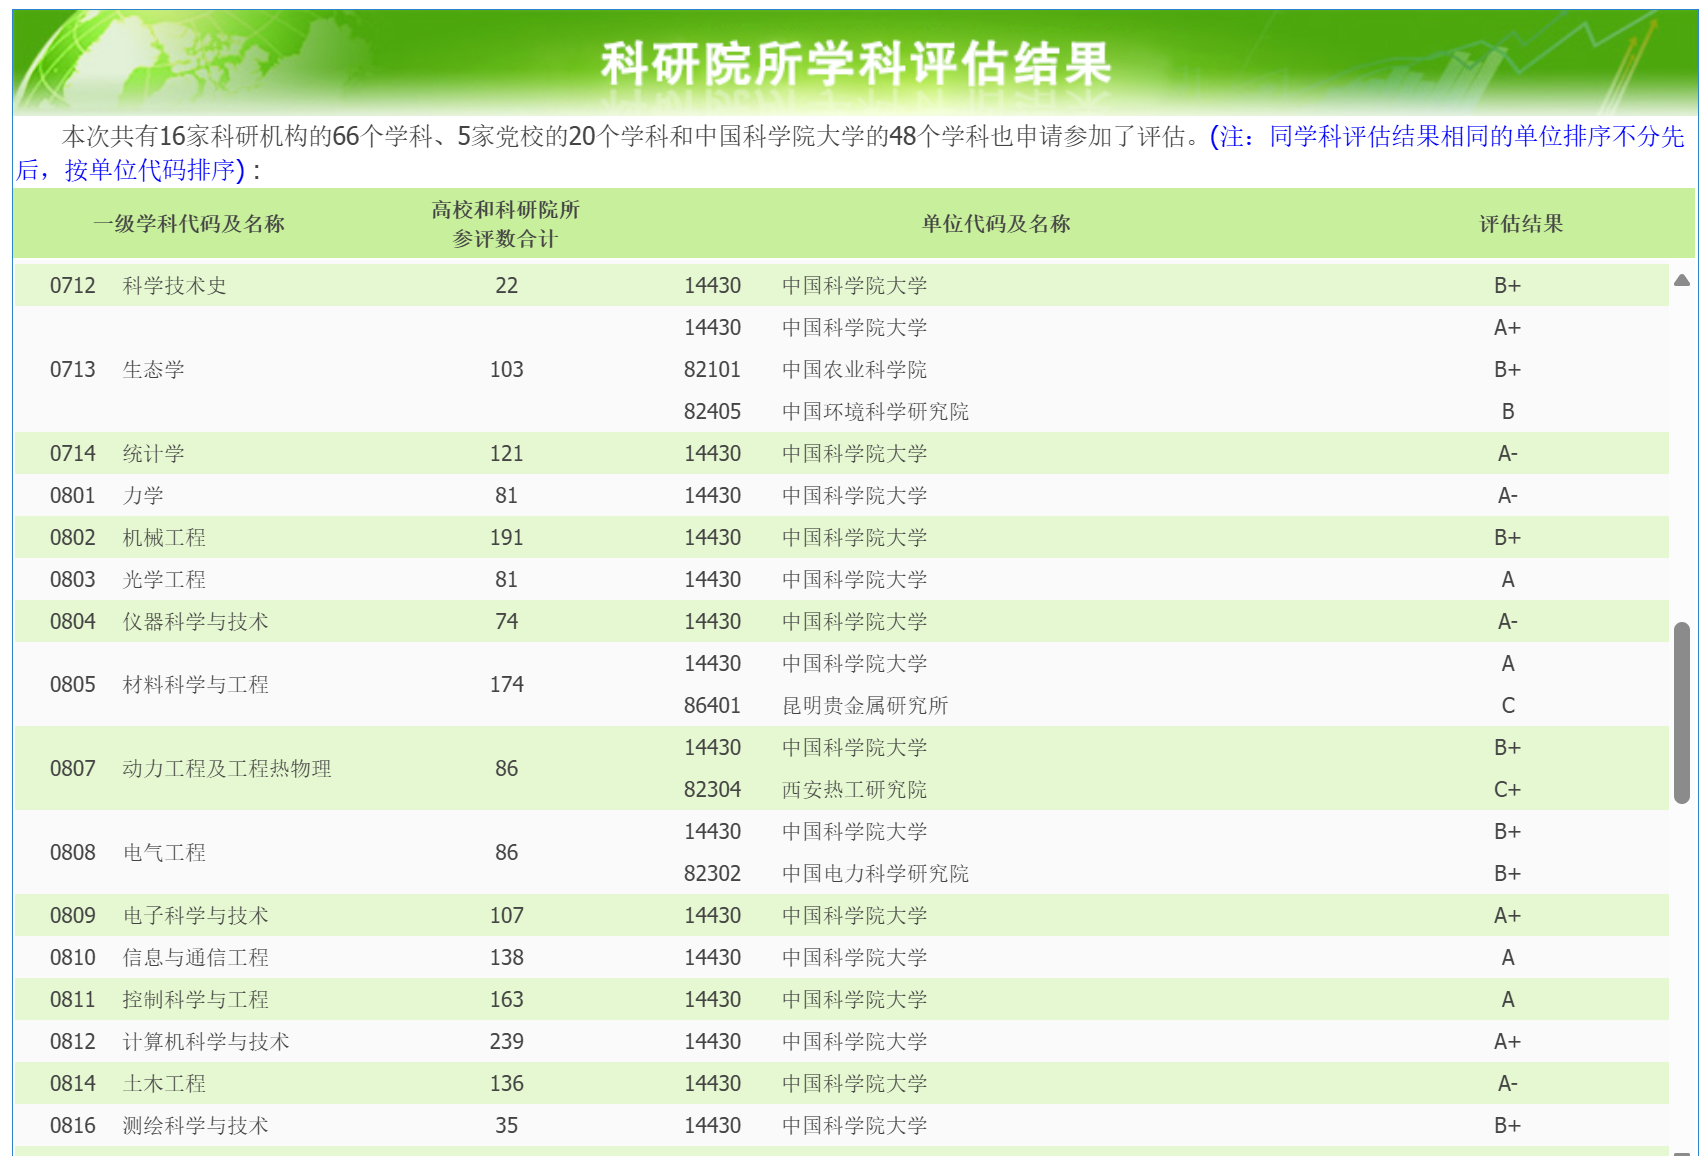 科研院所学科评估结果
本次共有16家科研机构的66个学科、5家党校的20个学科和中国科学院大学的48个学科也申请参加了评估。(注：同学科评估结果相同的单位排序不分先
后，按单位代码排序)：
一级学科代码及名称 高校和科研院所参评数合计 单位代码及名称 评估结果
0712 科学技术史 22 14430 中国科学院大学 B+
14430 中国科学院大学 A+
0713 生态学 103 82101 中国农业科学院 B+
82405 中国环境科学研究院 B
0714 统计学 121 14430 中国科学院大学 A-
0801 力学 81 14430 中国科学院大学 A-
0802 机械工程 191 14430 中国科学院大学 B+
0803 光学工程 81 14430 中国科学院大学 A
0804 仪器科学与技术 74 14430 中国科学院大学 A-
0805 材料科学与工程 174 14430 中国科学院大学 A
86401 昆明贵金属研究所 C
0807 动力工程及工程热物理 86 14430 中国科学院大学 B+
82304 西安热工研究院 C+
0808 电气工程 86 14430 中国科学院大学 B+
82302 中国电力科学研究院 B+
0809 电子科学与技术 107 14430 中国科学院大学 A+
0810 信息与通信工程 138 14430 中国科学院大学 A
0811 控制科学与工程 163 14430 中国科学院大学 A
0812 计算机科学与技术 239 14430 中国科学院大学 A+
0814 土木工程 136 14430 中国科学院大学 A-
0816 测绘科学与技术 35 14430 中国科学院大学 B+